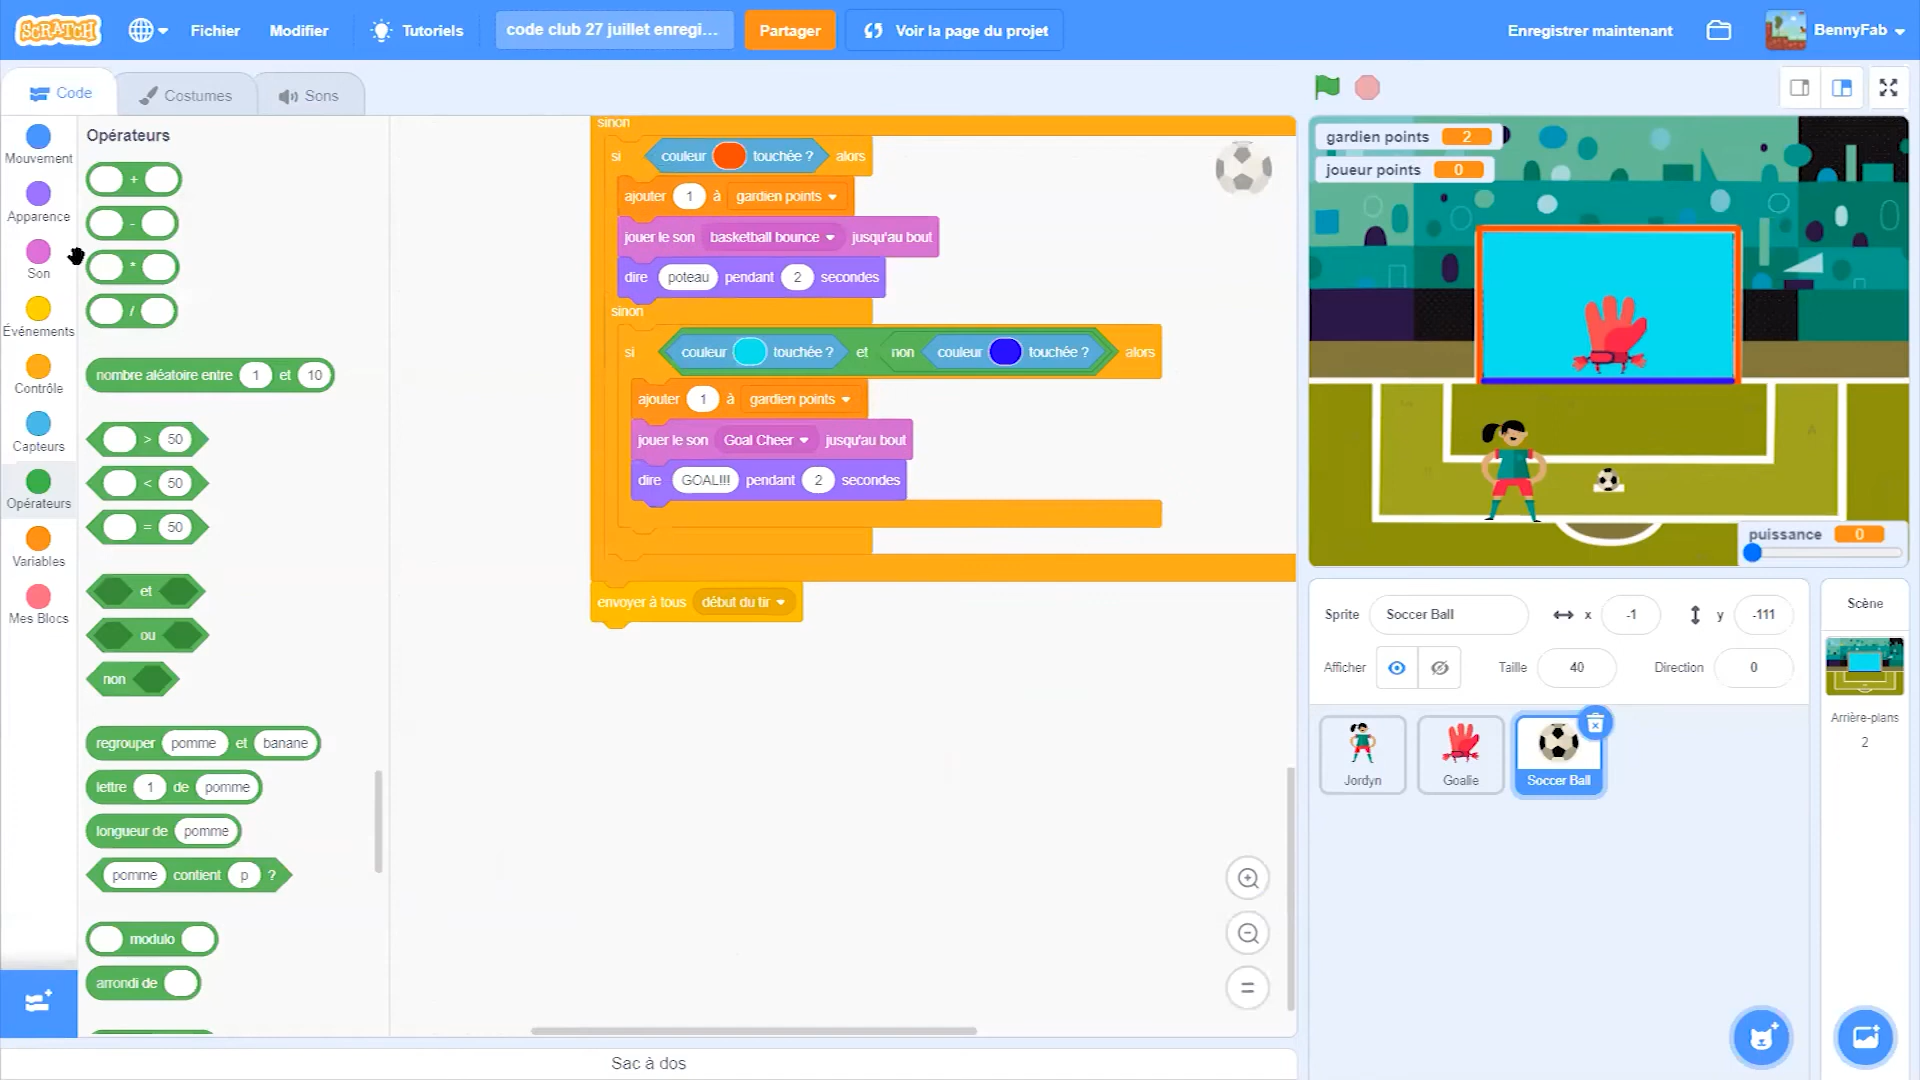 SCRATCH
Fichier
Modifier
Tutoriels
code club 27 juillet enregi...
Partager
Voir la page du projet
Enregistrer maintenant
BennyFab
Code
Costumes
Sons
Mouvement
Apparence
Son
Événements
Contrôle
Capteurs
Opérateurs
Variables
Mes Blocs
Opérateurs
+
-
*
/
nombre aléatoire entre 1 et 10
> 50
< 50
= 50
et
ou
non
regrouper pomme et banane
lettre 1 de pomme
longueur de pomme
pomme contient p ?
modulo
arrondi de
sinon
si couleur touchée ? alors
ajouter 1 à gardien points
jouer le son basketball bounce jusqu'au bout
dire poteau pendant 2 secondes
sinon
si couleur touchée ? et non couleur touchée ? alors
ajouter 1 à gardien points
jouer le son Goal Cheer jusqu'au bout
dire GOAL!!! pendant 2 secondes
envoyer à tous début du tir
Sac à dos
gardien points 2
joueur points 0
puissance 0
Sprite Soccer Ball x -1 y -111
Afficher Taille 40 Direction 0
Jordyn
Goalie
Soccer Ball
Scène
Arrière-plans
2